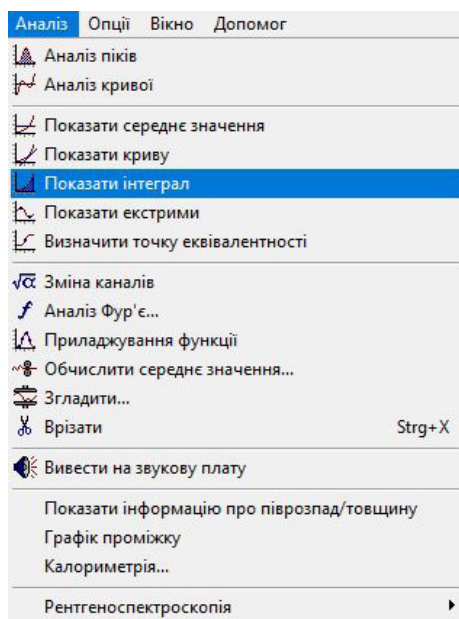 Аналіз Опції Вікно Допомог
Аналіз піків
Аналіз кривої
Показати середнє значення
Показати криву
Показати інтеграл
Показати екстрими
Визначити точку еквівалентності
√α Зміна каналів
f Аналіз Фур'є...
Приладжування функції
Обчислити середнє значення...
Згладити...
Врізати Strg+X
Вивести на звукову плату
Показати інформацію про піврозпад/товщину
Графік проміжку
Калориметрія...
Рентгеноспектроскопія